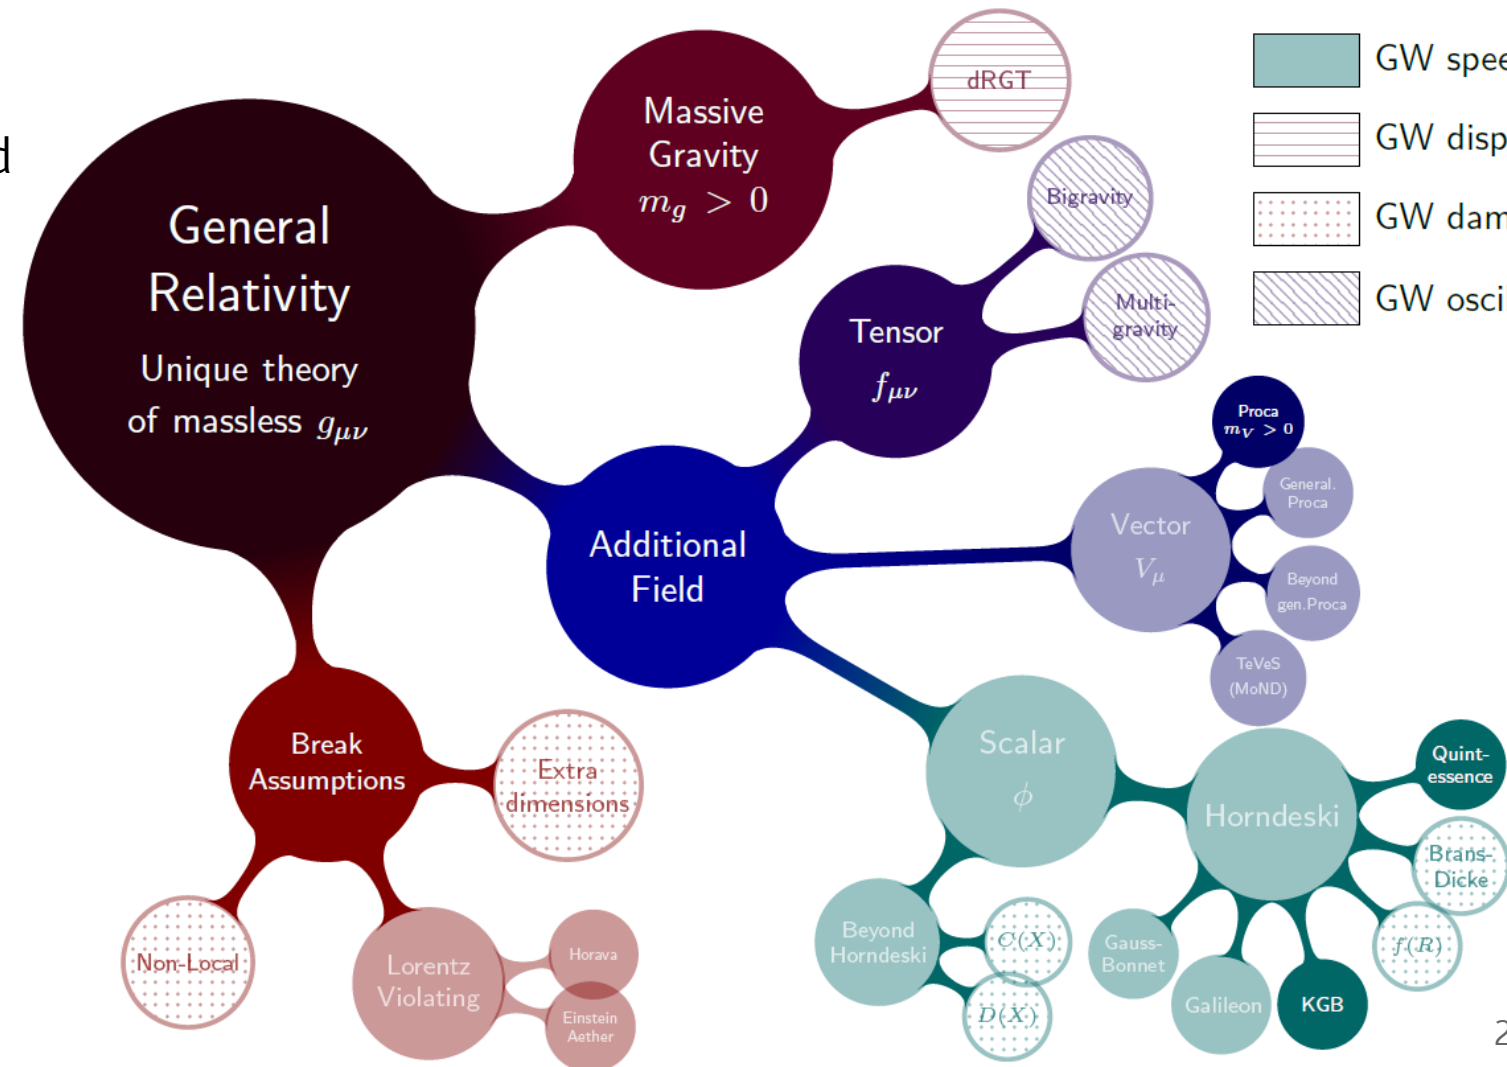 d
General
Relativity
Unique theory
of massless gμν
Massive
Gravity
m_g > 0
dRGT
Bigravity
Multi-
gravity
Tensor
fμν
GW spee
GW disp
GW dam
GW osci
Proca
m_V > 0
General.
Proca
Vector
Vμ
Beyond
gen.Proca
TeVeS
(MoND)
Additional
Field
Scalar
ϕ
Horndeski
Quint-
essence
Brans-
Dicke
f(R)
KGB
Galileon
Gauss-
Bonnet
Beyond
Horndeski
C(X)
D(X)
Break
Assumptions
Extra
dimensions
Non-Local
Lorentz
Violating
Horava
Einstein
Aether
2